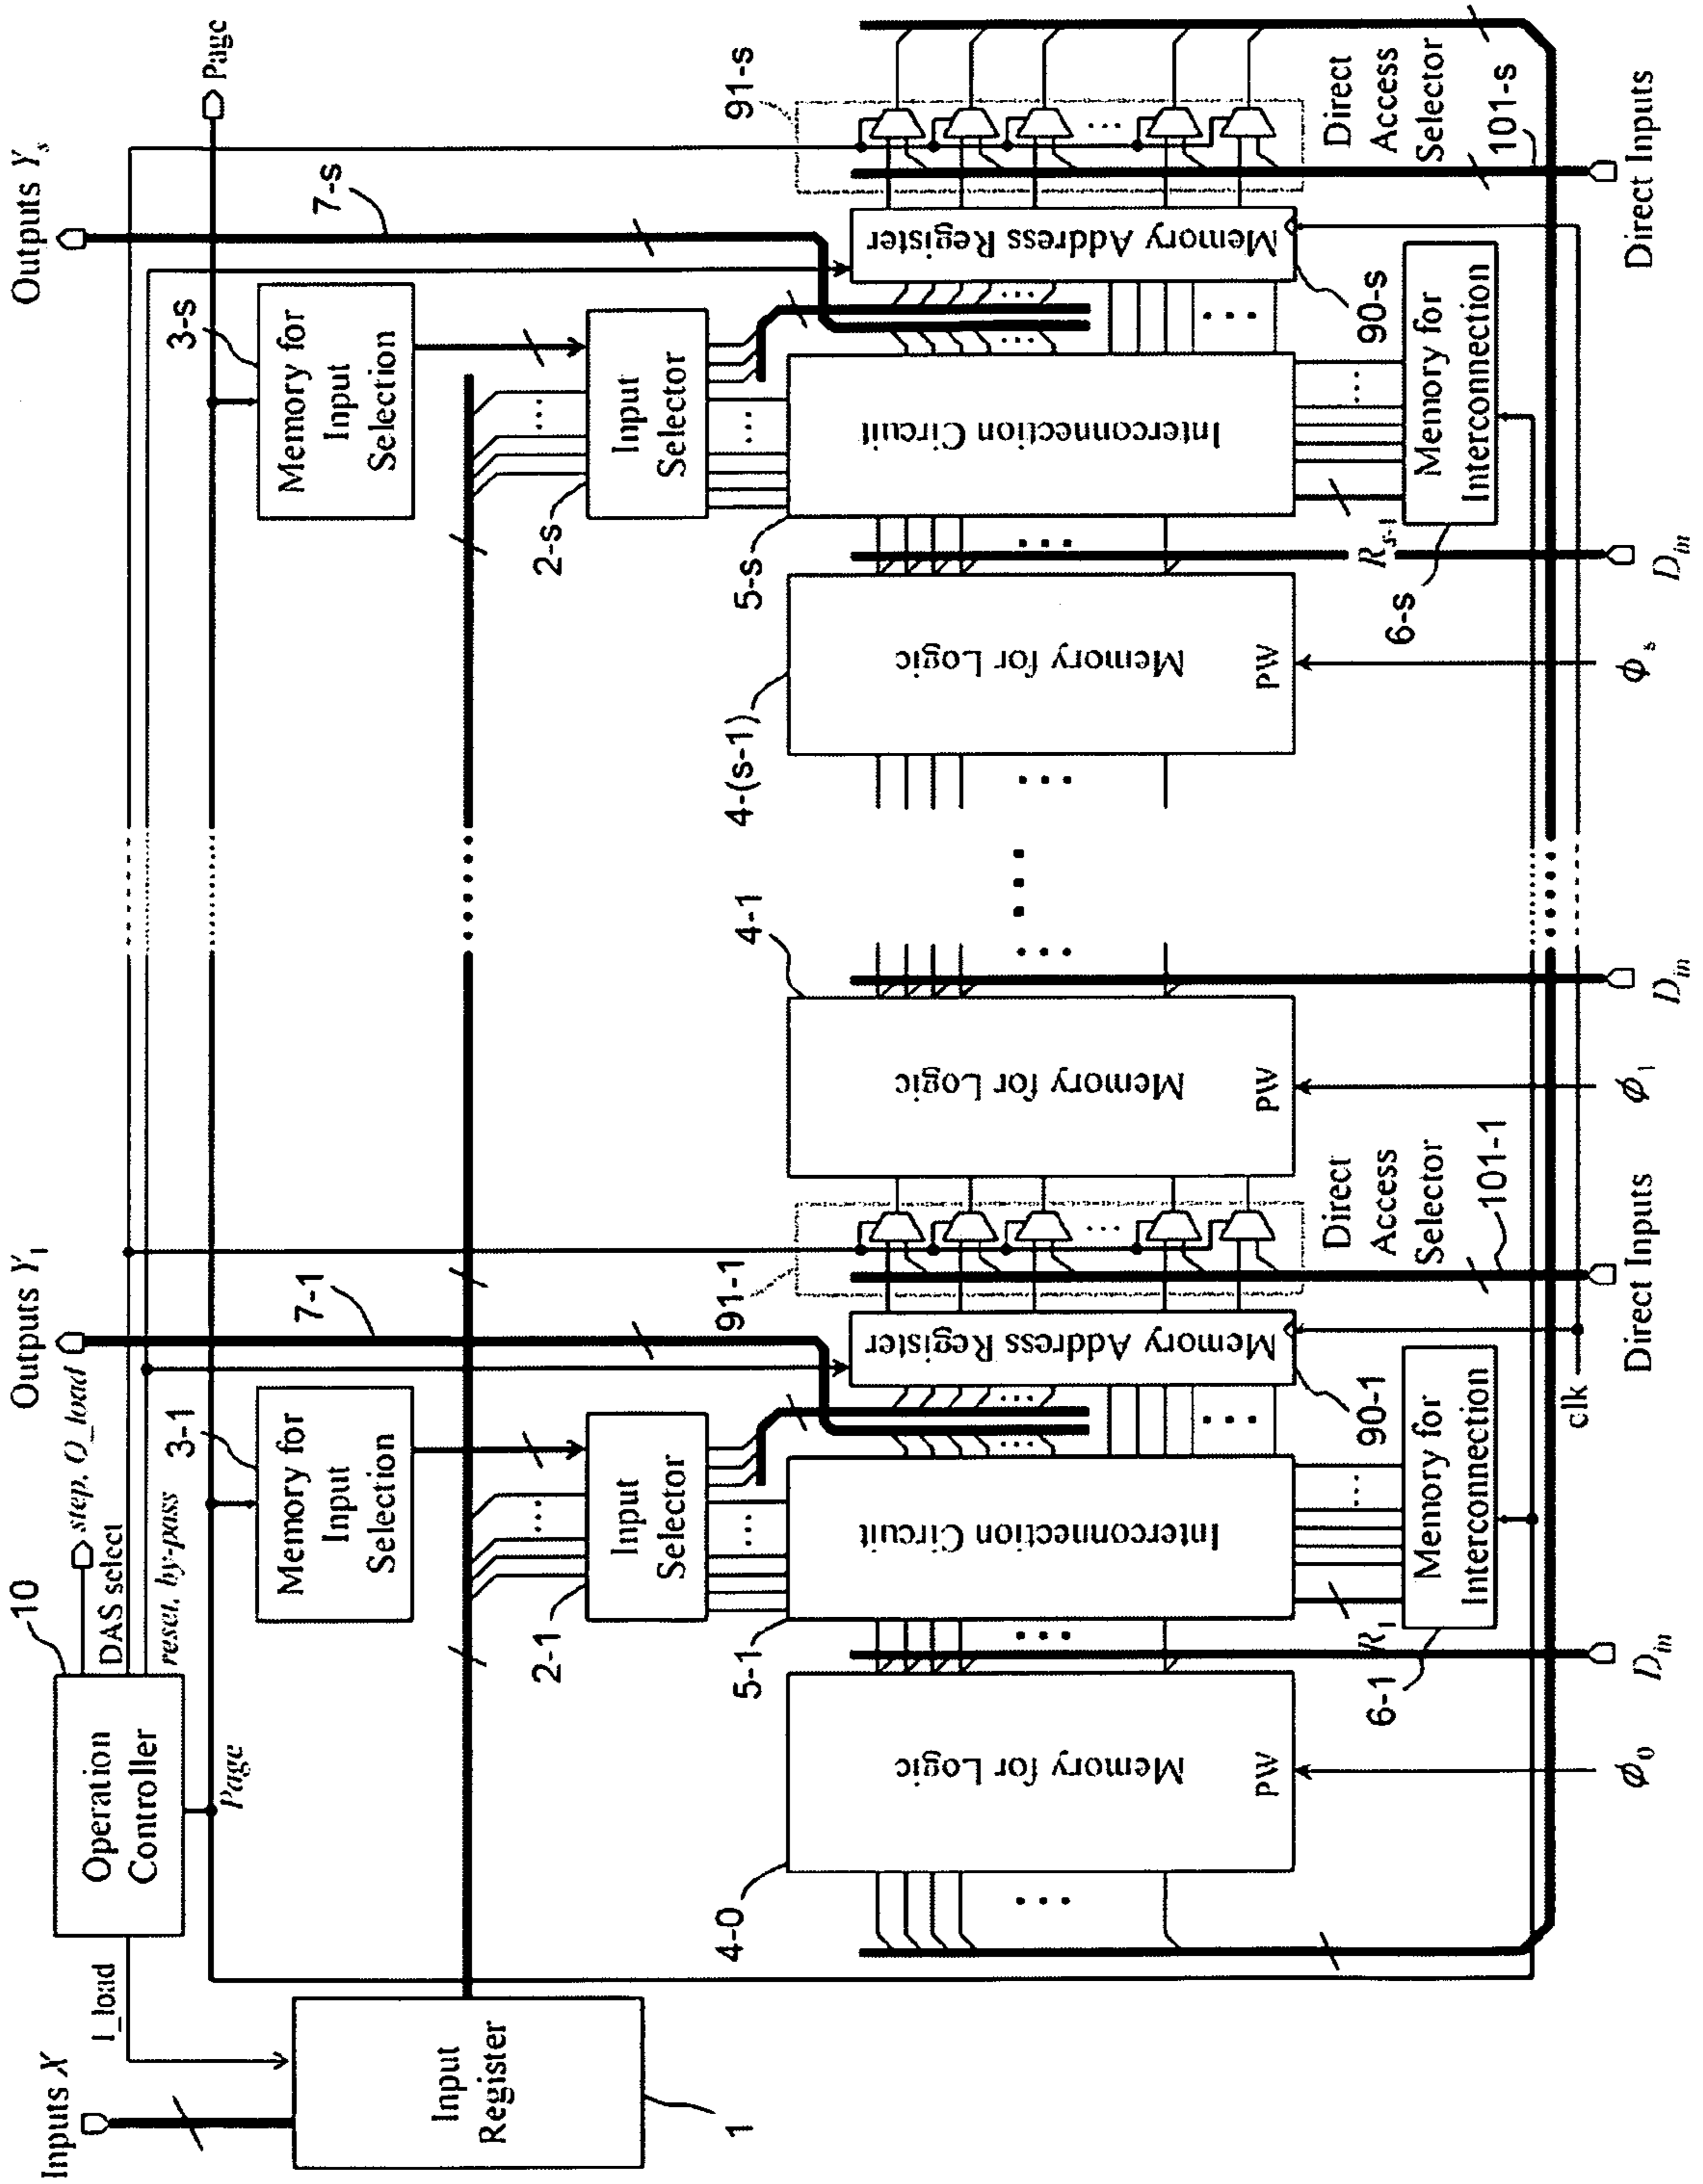 Inputs X
I_load
Input
Register
1
10
Operation
Controller
step, O_load
DAS select
reset, by-pass
Page
Outputs Y1
7-1
3-1
Memory for
Input
Selection
2-1
Input
Selector
4-0
Memory for Logic
PW
ϕ0
5-1
Interconnection Circuit
R1
6-1
Memory for
Interconnection
Din
Memory Address Register
90-1
clk
91-1
Direct
Access
Selector
101-1
Direct Inputs
4-1
Memory for Logic
PW
ϕ1
Din
4-(s-1)
Memory for Logic
PW
ϕs
Outputs Ys
7-s
3-s
Memory for
Input
Selection
2-s
Input
Selector
5-s
Interconnection Circuit
Rs-1
6-s
Memory for
Interconnection
Din
Memory Address Register
90-s
91-s
Direct
Access
Selector
101-s
Direct Inputs
Page